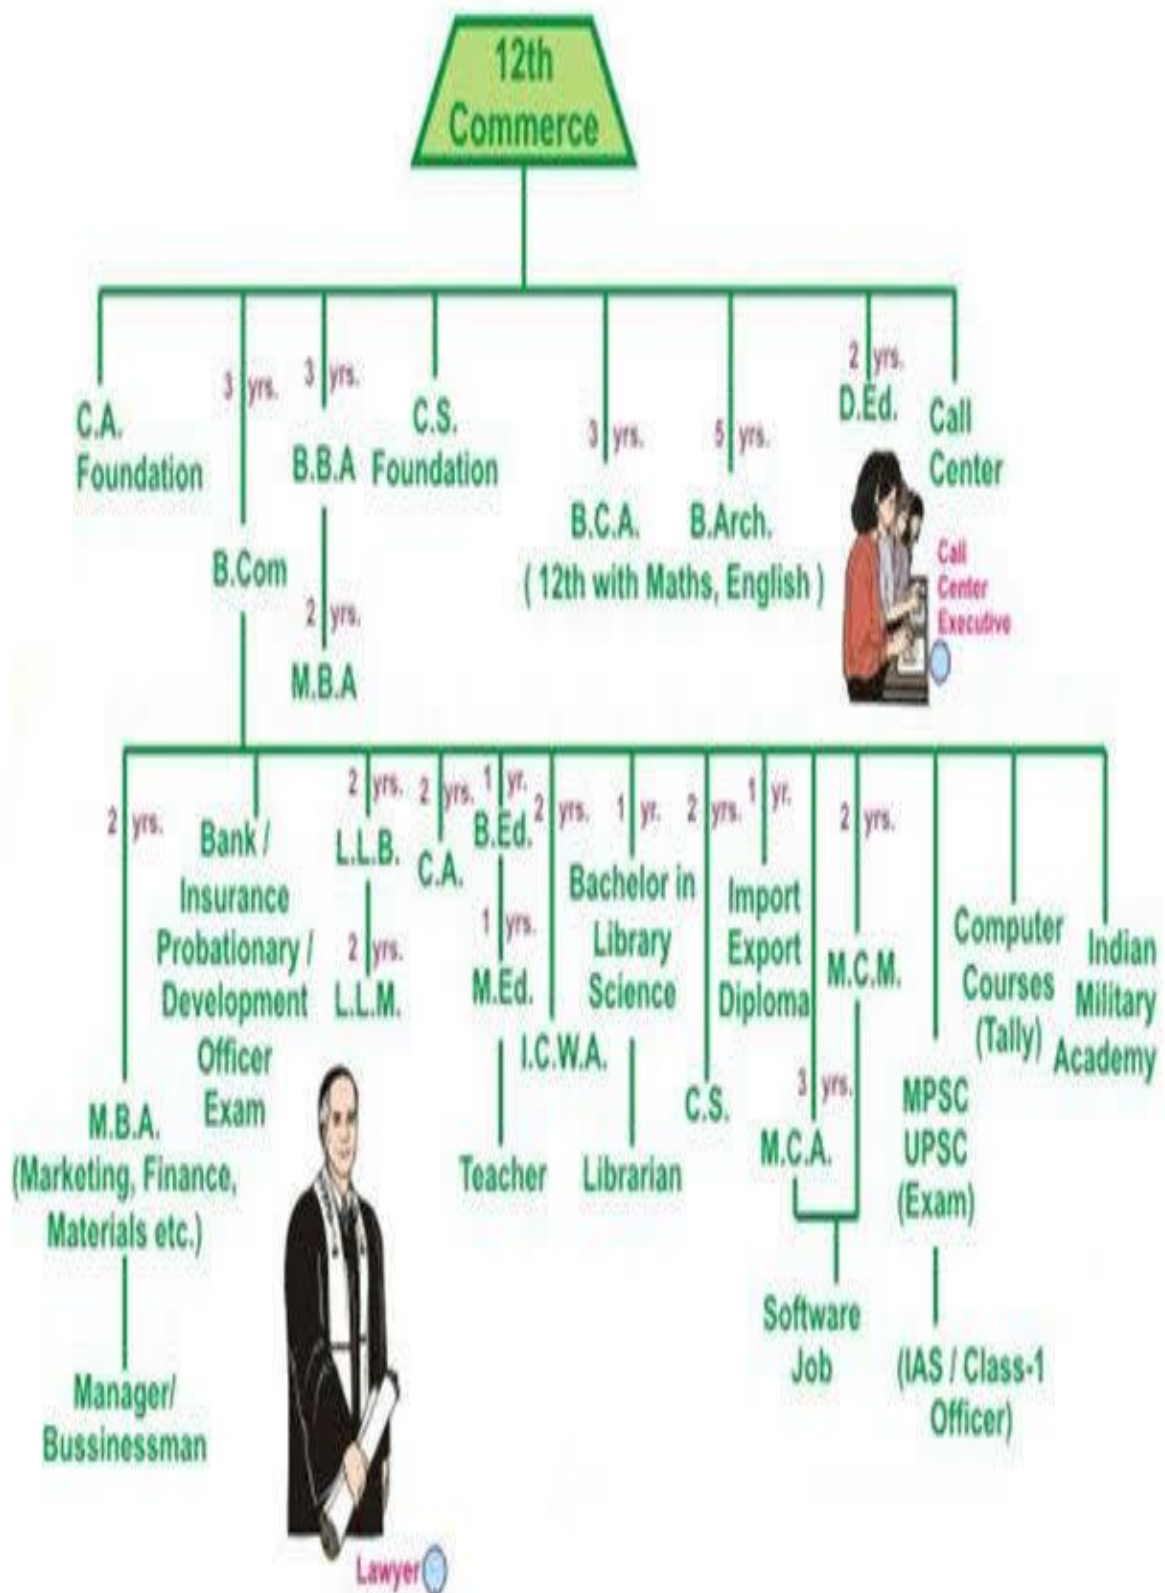 12th
Commerce
C.A.
Foundation
3 yrs.
B.Com
3 yrs.
B.B.A
2 yrs.
M.B.A
C.S.
Foundation
3 yrs.
B.C.A.
5 yrs.
B.Arch.
( 12th with Maths, English )
2 yrs.
D.Ed.
Call
Center
Call
Center
Executive
2 yrs.
M.B.A.
(Marketing, Finance,
Materials etc.)
Manager/
Bussinessman
Bank /
Insurance
Probationary /
Development
Officer
Exam
2 yrs.
L.L.B.
2 yrs.
L.L.M.
Lawyer
2 yrs.
C.A.
1 yr.
B.Ed.
1 yrs.
M.Ed.
Teacher
2 yrs.
I.C.W.A.
1 yr.
Bachelor in
Library
Science
Librarian
2 yrs.
C.S.
1 yr.
Import
Export
Diploma
3 yrs.
M.C.A.
2 yrs.
M.C.M.
Software
Job
MPSC
UPSC
(Exam)
(IAS / Class-1
Officer)
Computer
Courses
(Tally)
Indian
Military
Academy